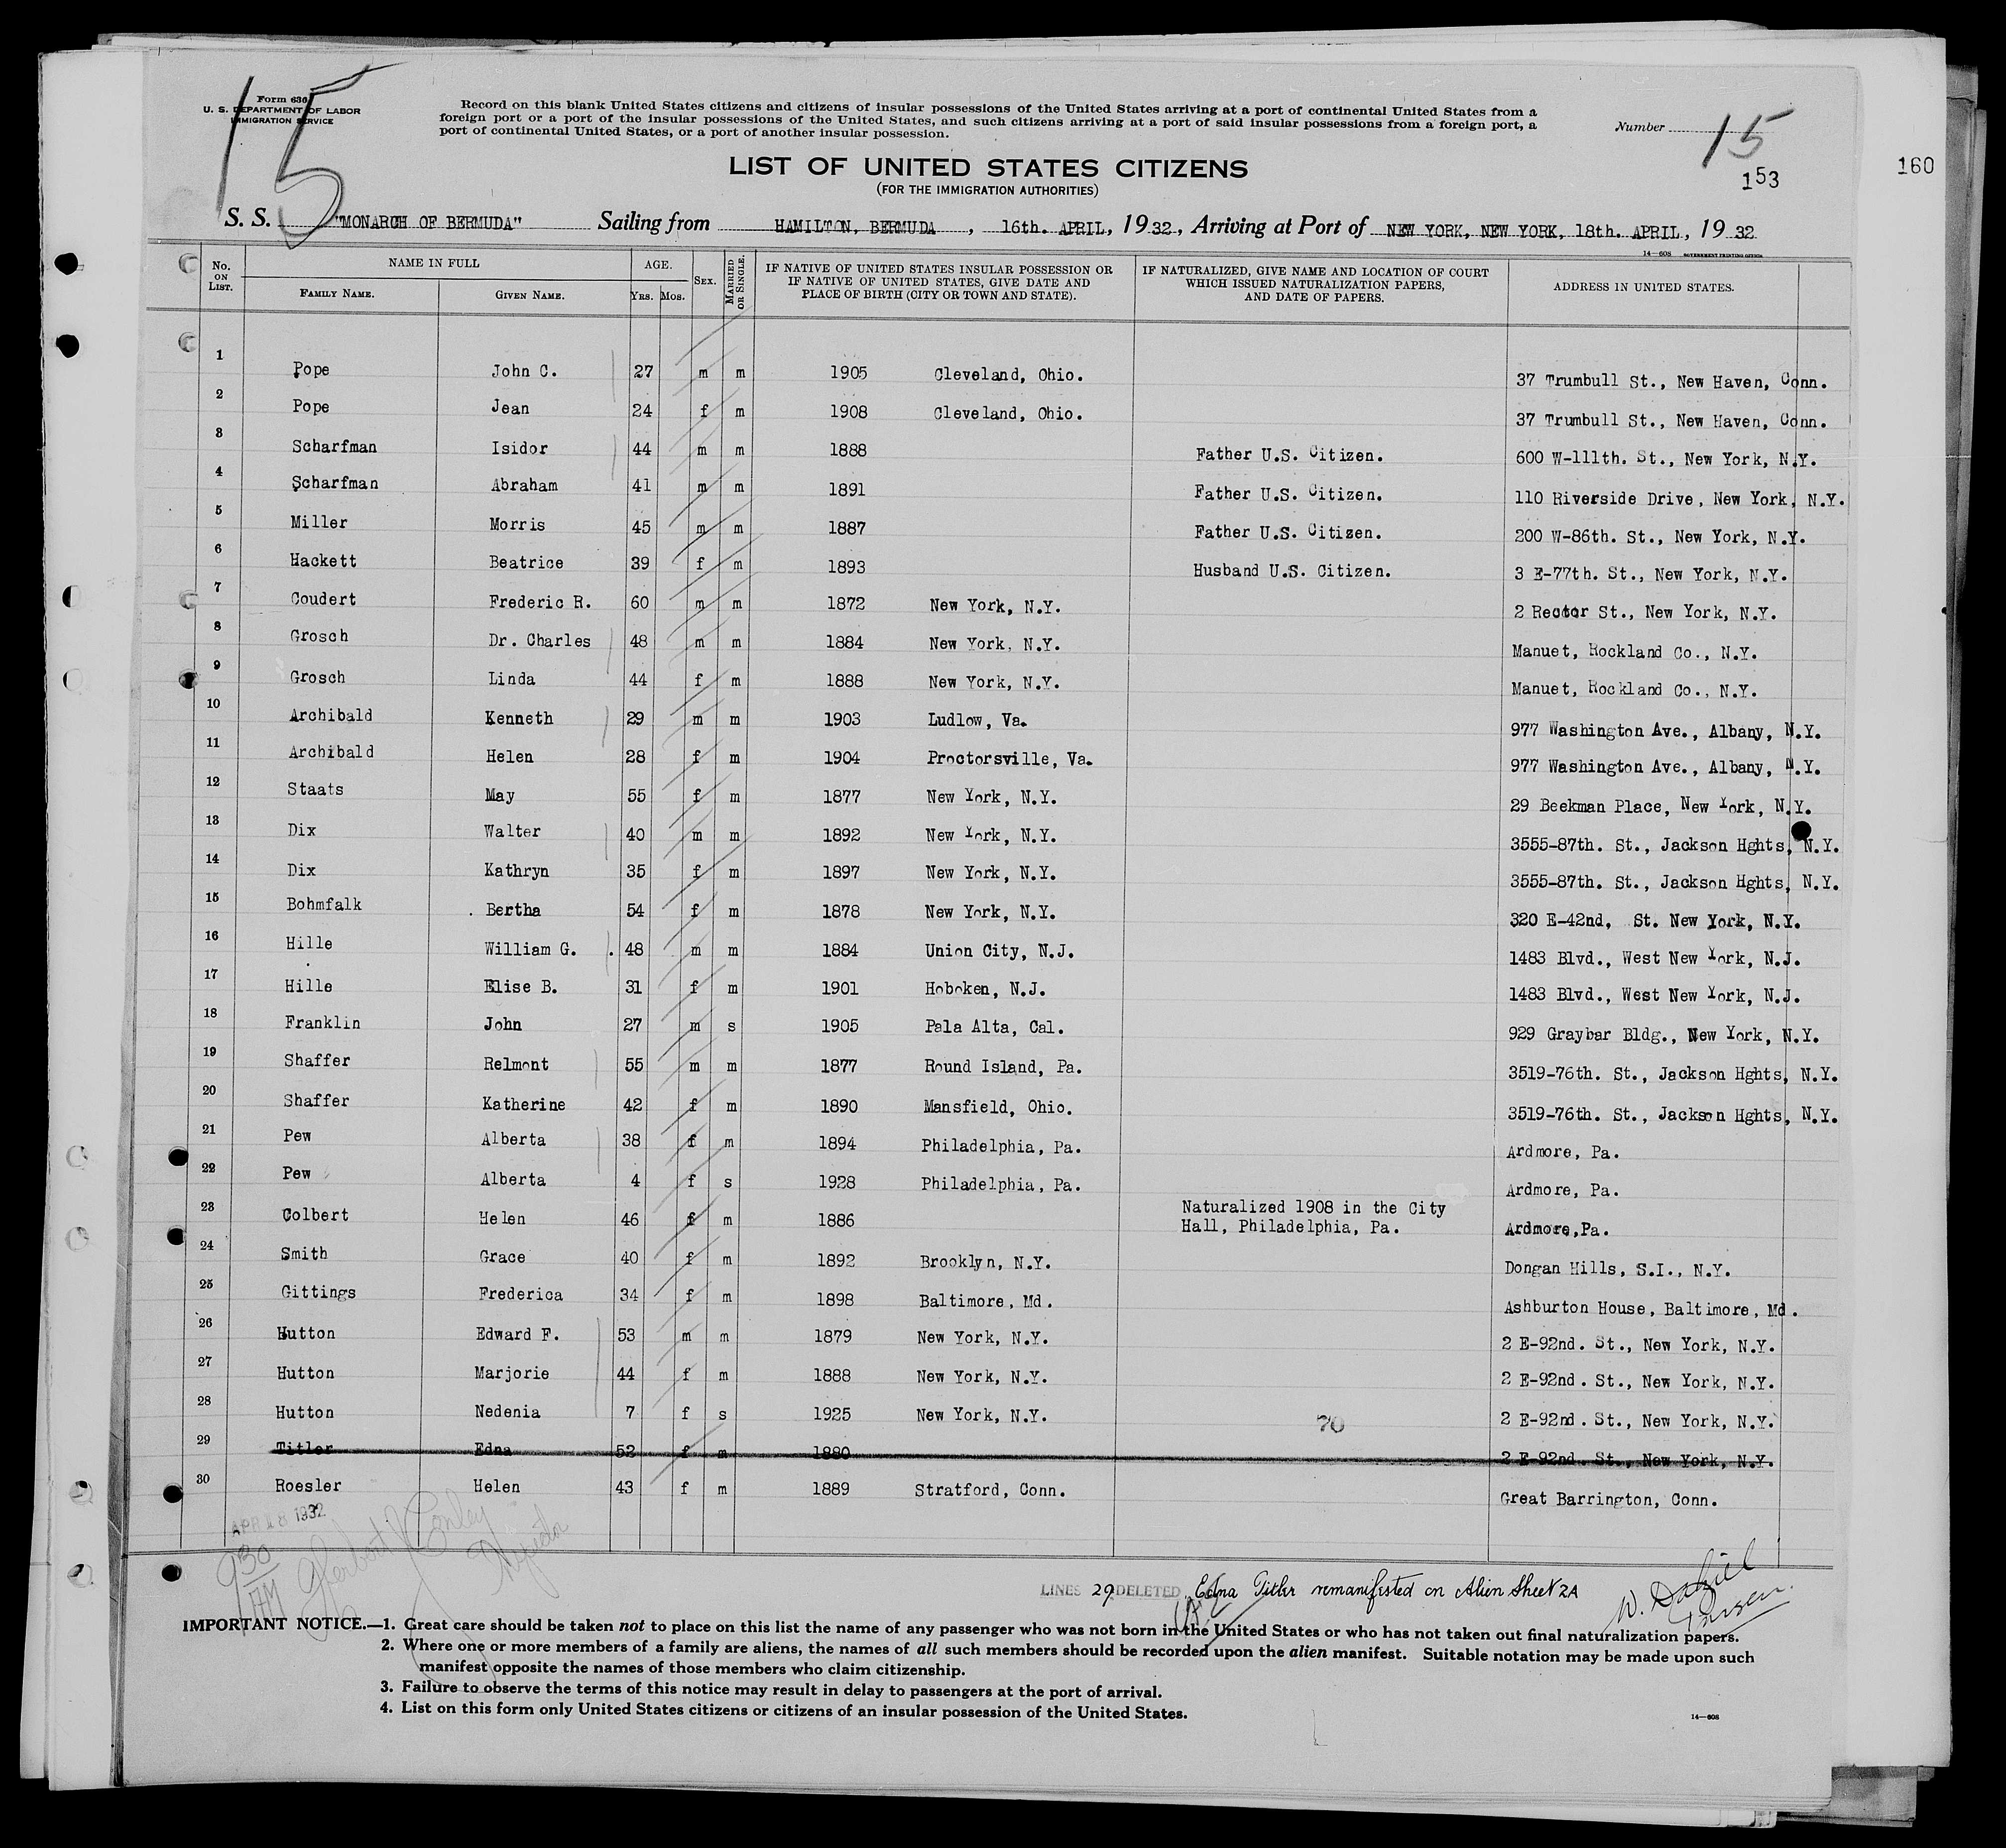 15
Form 630
U. S. DEPARTMENT OF LABOR
IMMIGRATION SERVICE
Record on this blank United States citizens and citizens of insular possessions of the United States arriving at a port of continental United States from a
foreign port or a port of the insular possessions of the United States, and such citizens arriving at a port of said insular possessions from a foreign port, a
port of continental United States, or a port of another insular possession.
Number 15
153
160
LIST OF UNITED STATES CITIZENS
(FOR THE IMMIGRATION AUTHORITIES)
S. S. "MONARCH OF BERMUDA" Sailing from HAMILTON, BERMUDA, 16th. APRIL, 1932, Arriving at Port of NEW YORK, NEW YORK, 18th. APRIL, 1932
14-608 GOVERNMENT PRINTING OFFICE
No. ON LIST. NAME IN FULL FAMILY NAME. GIVEN NAME. AGE. Yrs. Mos. Sex. MARRIED OR SINGLE. IF NATIVE OF UNITED STATES INSULAR POSSESSION OR IF NATIVE OF UNITED STATES, GIVE DATE AND PLACE OF BIRTH (CITY OR TOWN AND STATE). IF NATURALIZED, GIVE NAME AND LOCATION OF COURT WHICH ISSUED NATURALIZATION PAPERS, AND DATE OF PAPERS. ADDRESS IN UNITED STATES.
1 Pope John C. 27 m m 1905 Cleveland, Ohio. 37 Trumbull St., New Haven, Conn.
2 Pope Jean 24 f m 1908 Cleveland, Ohio. 37 Trumbull St., New Haven, Conn.
3 Scharfman Isidor 44 m m 1888 Father U.S. Citizen. 600 W-111th. St., New York, N.Y.
4 Scharfman Abraham 41 m m 1891 Father U.S. Citizen. 110 Riverside Drive, New York, N.Y.
5 Miller Morris 45 m m 1887 Father U.S. Citizen. 200 W-86th. St., New York, N.Y.
6 Hackett Beatrice 39 f m 1893 Husband U.S. Citizen. 3 E-77th. St., New York, N.Y.
7 Coudert Frederic R. 60 m m 1872 New York, N.Y. 2 Rector St., New York, N.Y.
8 Grosch Dr. Charles 48 m m 1884 New York, N.Y. Manuet, Rockland Co., N.Y.
9 Grosch Linda 44 f m 1888 New York, N.Y. Manuet, Rockland Co., N.Y.
10 Archibald Kenneth 29 m m 1903 Ludlow, Va. 977 Washington Ave., Albany, N.Y.
11 Archibald Helen 28 f m 1904 Proctorsville, Va. 977 Washington Ave., Albany, N.Y.
12 Staats May 55 f m 1877 New York, N.Y. 29 Beekman Place, New York, N.Y.
13 Dix Walter 40 m m 1892 New York, N.Y. 3555-87th. St., Jackson Hghts, N.Y.
14 Dix Kathryn 35 f m 1897 New York, N.Y. 3555-87th. St., Jackson Hghts, N.Y.
15 Bohmfalk Bertha 54 f m 1878 New York, N.Y. 320 E-42nd, St. New York, N.Y.
16 Hille William G. 48 m m 1884 Union City, N.J. 1483 Blvd., West New York, N.J.
17 Hille Elise B. 31 f m 1901 Hoboken, N.J. 1483 Blvd., West New York, N.J.
18 Franklin John 27 m s 1905 Pala Alta, Cal. 929 Graybar Bldg., New York, N.Y.
19 Shaffer Relmont 55 m m 1877 Round Island, Pa. 3519-76th. St., Jackson Hghts, N.Y.
20 Shaffer Katherine 42 f m 1890 Mansfield, Ohio. 3519-76th. St., Jackson Hghts, N.Y.
21 Pew Alberta 38 f m 1894 Philadelphia, Pa. Ardmore, Pa.
22 Pew Alberta 4 f s 1928 Philadelphia, Pa. Ardmore, Pa.
23 Colbert Helen 46 f m 1886 Naturalized 1908 in the City Hall, Philadelphia, Pa. Ardmore,Pa.
24 Smith Grace 40 f m 1892 Brooklyn, N.Y. Dongan Hills, S.I., N.Y.
25 Gittings Frederica 34 f m 1898 Baltimore, Md. Ashburton House, Baltimore, Md.
26 Hutton Edward F. 53 m m 1879 New York, N.Y. 2 E-92nd. St., New York, N.Y.
27 Hutton Marjorie 44 f m 1888 New York, N.Y. 2 E-92nd. St., New York, N.Y.
28 Hutton Nedenia 7 f s 1925 New York, N.Y. 70 2 E-92nd. St., New York, N.Y.
29 Titler Edna 52 f m 1880 2 E-92nd. St., New York, N.Y.
30 Roesler Helen 43 f m 1889 Stratford, Conn. Great Barrington, Conn.
APR 18 1932
930 AM
Inspector
LINES 29 DELETED. Edna Titler remanifested on Alien Sheet 2A
IMPORTANT NOTICE.—1. Great care should be taken not to place on this list the name of any passenger who was not born in the United States or who has not taken out final naturalization papers.
2. Where one or more members of a family are aliens, the names of all such members should be recorded upon the alien manifest. Suitable notation may be made upon such
manifest opposite the names of those members who claim citizenship.
3. Failure to observe the terms of this notice may result in delay to passengers at the port of arrival.
4. List on this form only United States citizens or citizens of an insular possession of the United States.
14-608